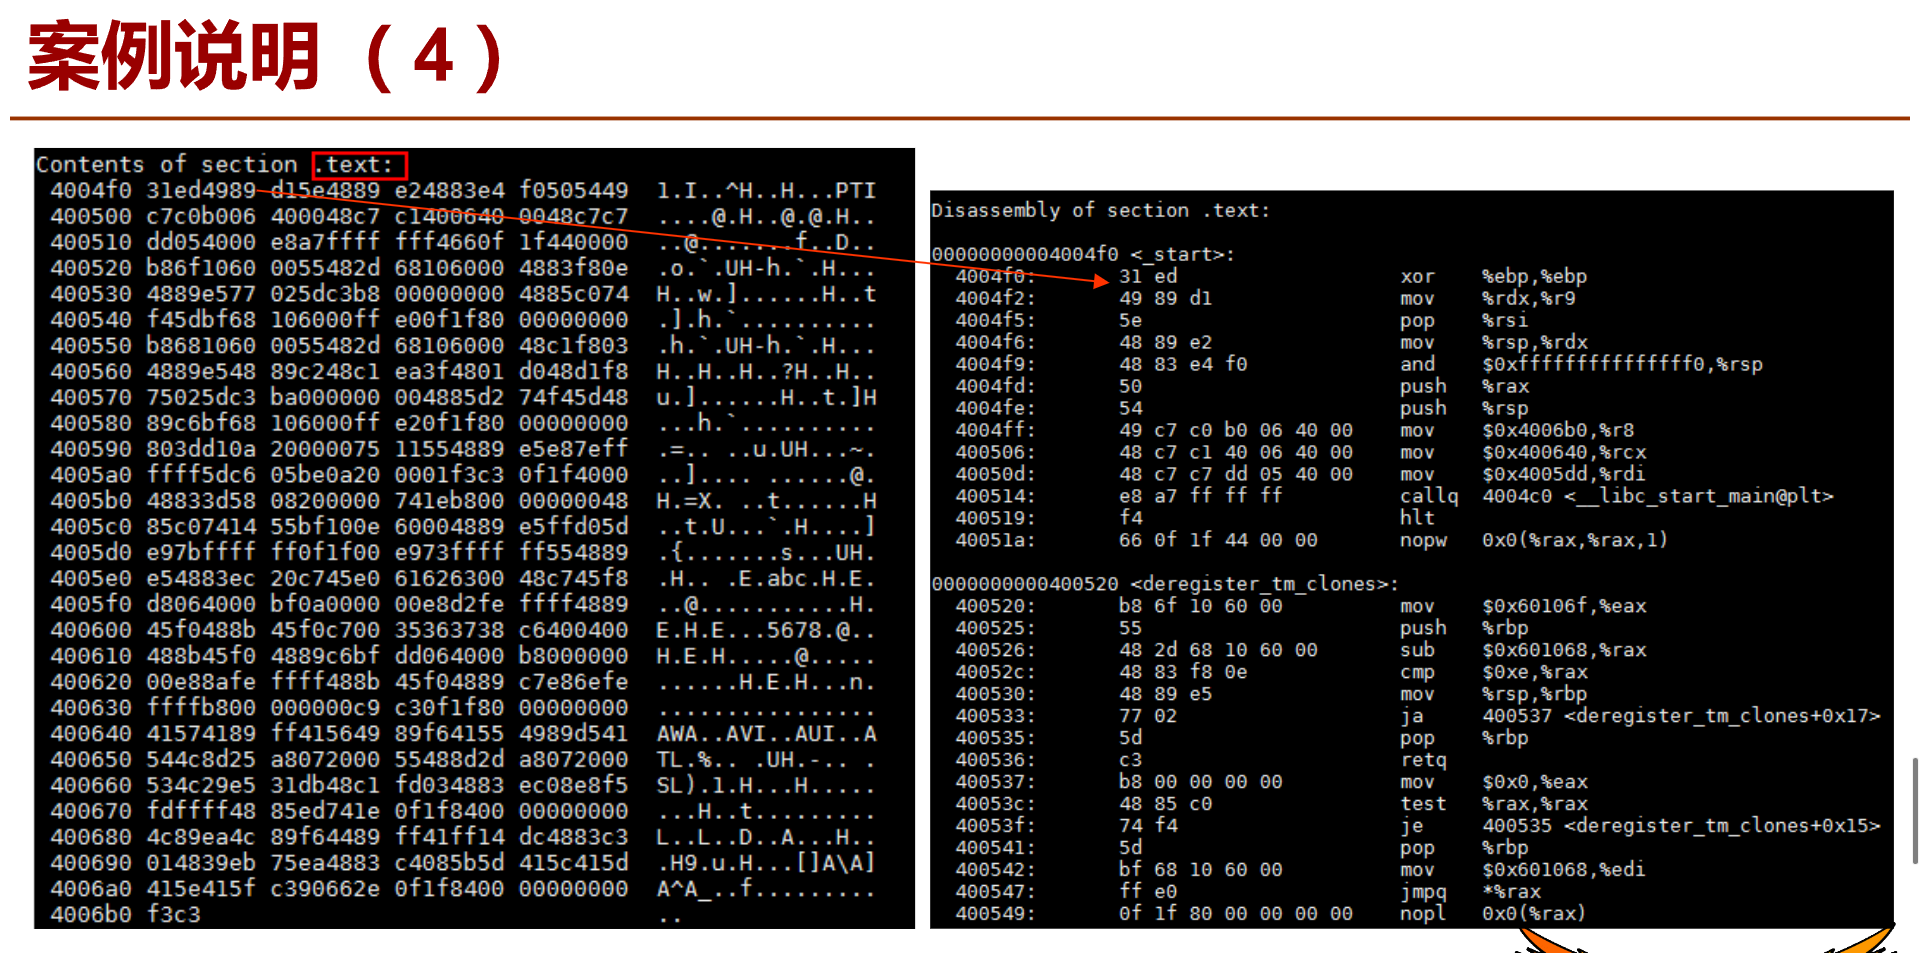 案例说明（4）
Contents of section .text:
4004f0 31ed4989 d15e4889 e24883e4 f0505449  1.I..^H..H...PTI
400500 c7c0b006 400048c7 c1400640 0048c7c7  ....@.H..@.@.H..
400510 dd054000 e8a7ffff fff4660f 1f440000  ..@.......f..D..
400520 b86f1060 0055482d 68106000 4883f80e  .o.`.UH-h.`.H...
400530 4889e577 025dc3b8 00000000 4885c074  H..w.]......H..t
400540 f45dbf68 106000ff e00f1f80 00000000  .].h.`..........
400550 b8681060 0055482d 68106000 48c1f803  .h.`.UH-h.`.H...
400560 4889e548 89c248c1 ea3f4801 d048d1f8  H..H..H..?H..H..
400570 75025dc3 ba000000 004885d2 74f45d48  u.]......H..t.]H
400580 89c6bf68 106000ff e20f1f80 00000000  ...h.`..........
400590 803dd10a 20000075 11554889 e5e87eff  .=.. ..u.UH...~.
4005a0 ffff5dc6 05be0a20 0001f3c3 0f1f4000  ..].... ......@.
4005b0 48833d58 08200000 741eb800 00000048  H.=X. ..t......H
4005c0 85c07414 55bf100e 60004889 e5ffd05d  ..t.U...`.H....]
4005d0 e97bffff ff0f1f00 e973ffff ff554889  .{.......s...UH.
4005e0 e54883ec 20c745e0 61626300 48c745f8  .H.. .E.abc.H.E.
4005f0 d8064000 bf0a0000 00e8d2fe ffff4889  ..@...........H.
400600 45f0488b 45f0c700 35363738 c6400400  E.H.E...5678.@..
400610 488b45f0 4889c6bf dd064000 b8000000  H.E.H.....@.....
400620 00e88afe ffff488b 45f04889 c7e86efe  ......H.E.H...n.
400630 ffffb800 000000c9 c30f1f80 00000000  ................
400640 41574189 ff415649 89f64155 4989d541  AWA..AVI..AUI..A
400650 544c8d25 a8072000 55488d2d a8072000  TL.%.. .UH.-.. .
400660 534c29e5 31db48c1 fd034883 ec08e8f5  SL).1.H...H.....
400670 fdffff48 85ed741e 0f1f8400 00000000  ...H..t.........
400680 4c89ea4c 89f64489 ff41ff14 dc4883c3  L..L..D..A...H..
400690 014839eb 75ea4883 c4085b5d 415c415d  .H9.u.H...[]A\A]
4006a0 415e415f c390662e 0f1f8400 00000000  A^A_..f.........
4006b0 f3c3  ..
Disassembly of section .text:
00000000004004f0 <_start>:
4004f0: 31 ed xor %ebp,%ebp
4004f2: 49 89 d1 mov %rdx,%r9
4004f5: 5e pop %rsi
4004f6: 48 89 e2 mov %rsp,%rdx
4004f9: 48 83 e4 f0 and $0xfffffffffffffff0,%rsp
4004fd: 50 push %rax
4004fe: 54 push %rsp
4004ff: 49 c7 c0 b0 06 40 00 mov $0x4006b0,%r8
400506: 48 c7 c1 40 06 40 00 mov $0x400640,%rcx
40050d: 48 c7 c7 dd 05 40 00 mov $0x4005dd,%rdi
400514: e8 a7 ff ff ff callq 4004c0 <__libc_start_main@plt>
400519: f4 hlt
40051a: 66 0f 1f 44 00 00 nopw 0x0(%rax,%rax,1)
0000000000400520 <deregister_tm_clones>:
400520: b8 6f 10 60 00 mov $0x60106f,%eax
400525: 55 push %rbp
400526: 48 2d 68 10 60 00 sub $0x601068,%rax
40052c: 48 83 f8 0e cmp $0xe,%rax
400530: 48 89 e5 mov %rsp,%rbp
400533: 77 02 ja 400537 <deregister_tm_clones+0x17>
400535: 5d pop %rbp
400536: c3 retq
400537: b8 00 00 00 00 mov $0x0,%eax
40053c: 48 85 c0 test %rax,%rax
40053f: 74 f4 je 400535 <deregister_tm_clones+0x15>
400541: 5d pop %rbp
400542: bf 68 10 60 00 mov $0x601068,%edi
400547: ff e0 jmpq *%rax
400549: 0f 1f 80 00 00 00 00 nopl 0x0(%rax)